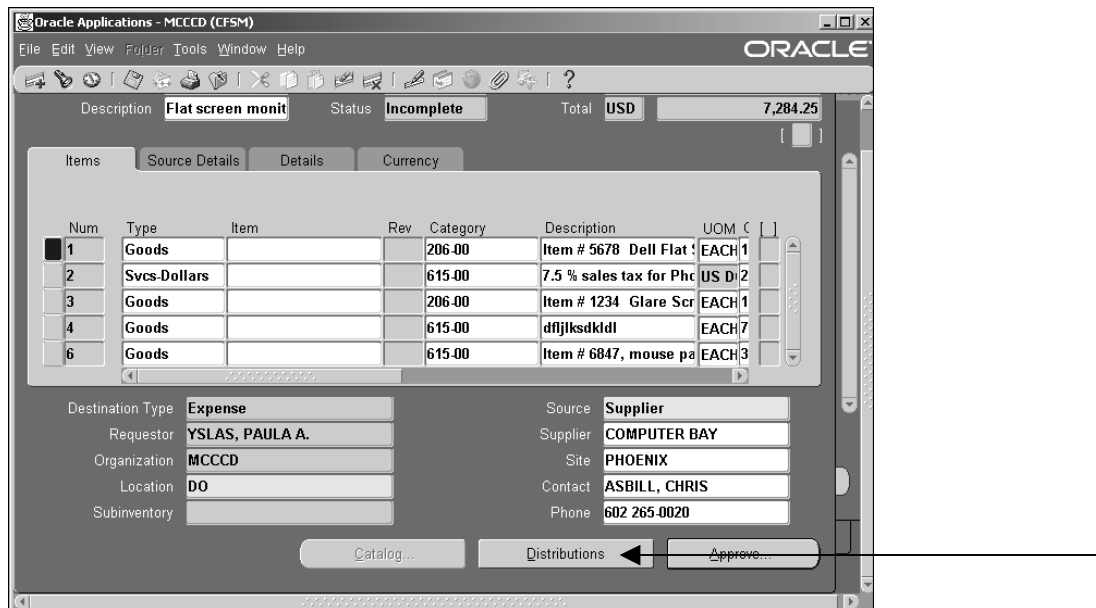 Oracle Applications - MCCCD (CFSM)
File Edit View Folder Tools Window Help
ORACLE
Description Flat screen monit Status Incomplete Total USD 7,284.25
[ ]
Items Source Details Details Currency
Num Type Item Rev Category Description UOM [ ]
1 Goods 206-00 Item # 5678 Dell Flat EACH 1
2 Svcs-Dollars 615-00 7.5 % sales tax for Pho US D 2
3 Goods 206-00 Item # 1234 Glare Scr EACH 1
4 Goods 615-00 dfljlksdkldl EACH 7
6 Goods 615-00 Item # 6847, mouse pa EACH 3
Destination Type Expense Source Supplier
Requestor YSLAS, PAULA A. Supplier COMPUTER BAY
Organization MCCCD Site PHOENIX
Location DO Contact ASBILL, CHRIS
Subinventory Phone 602 265-0020
Catalog... Distributions Approve...